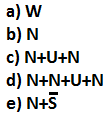 a) W
b) N
c) N+U+N
d) N+N+U+N
e) N+S̅